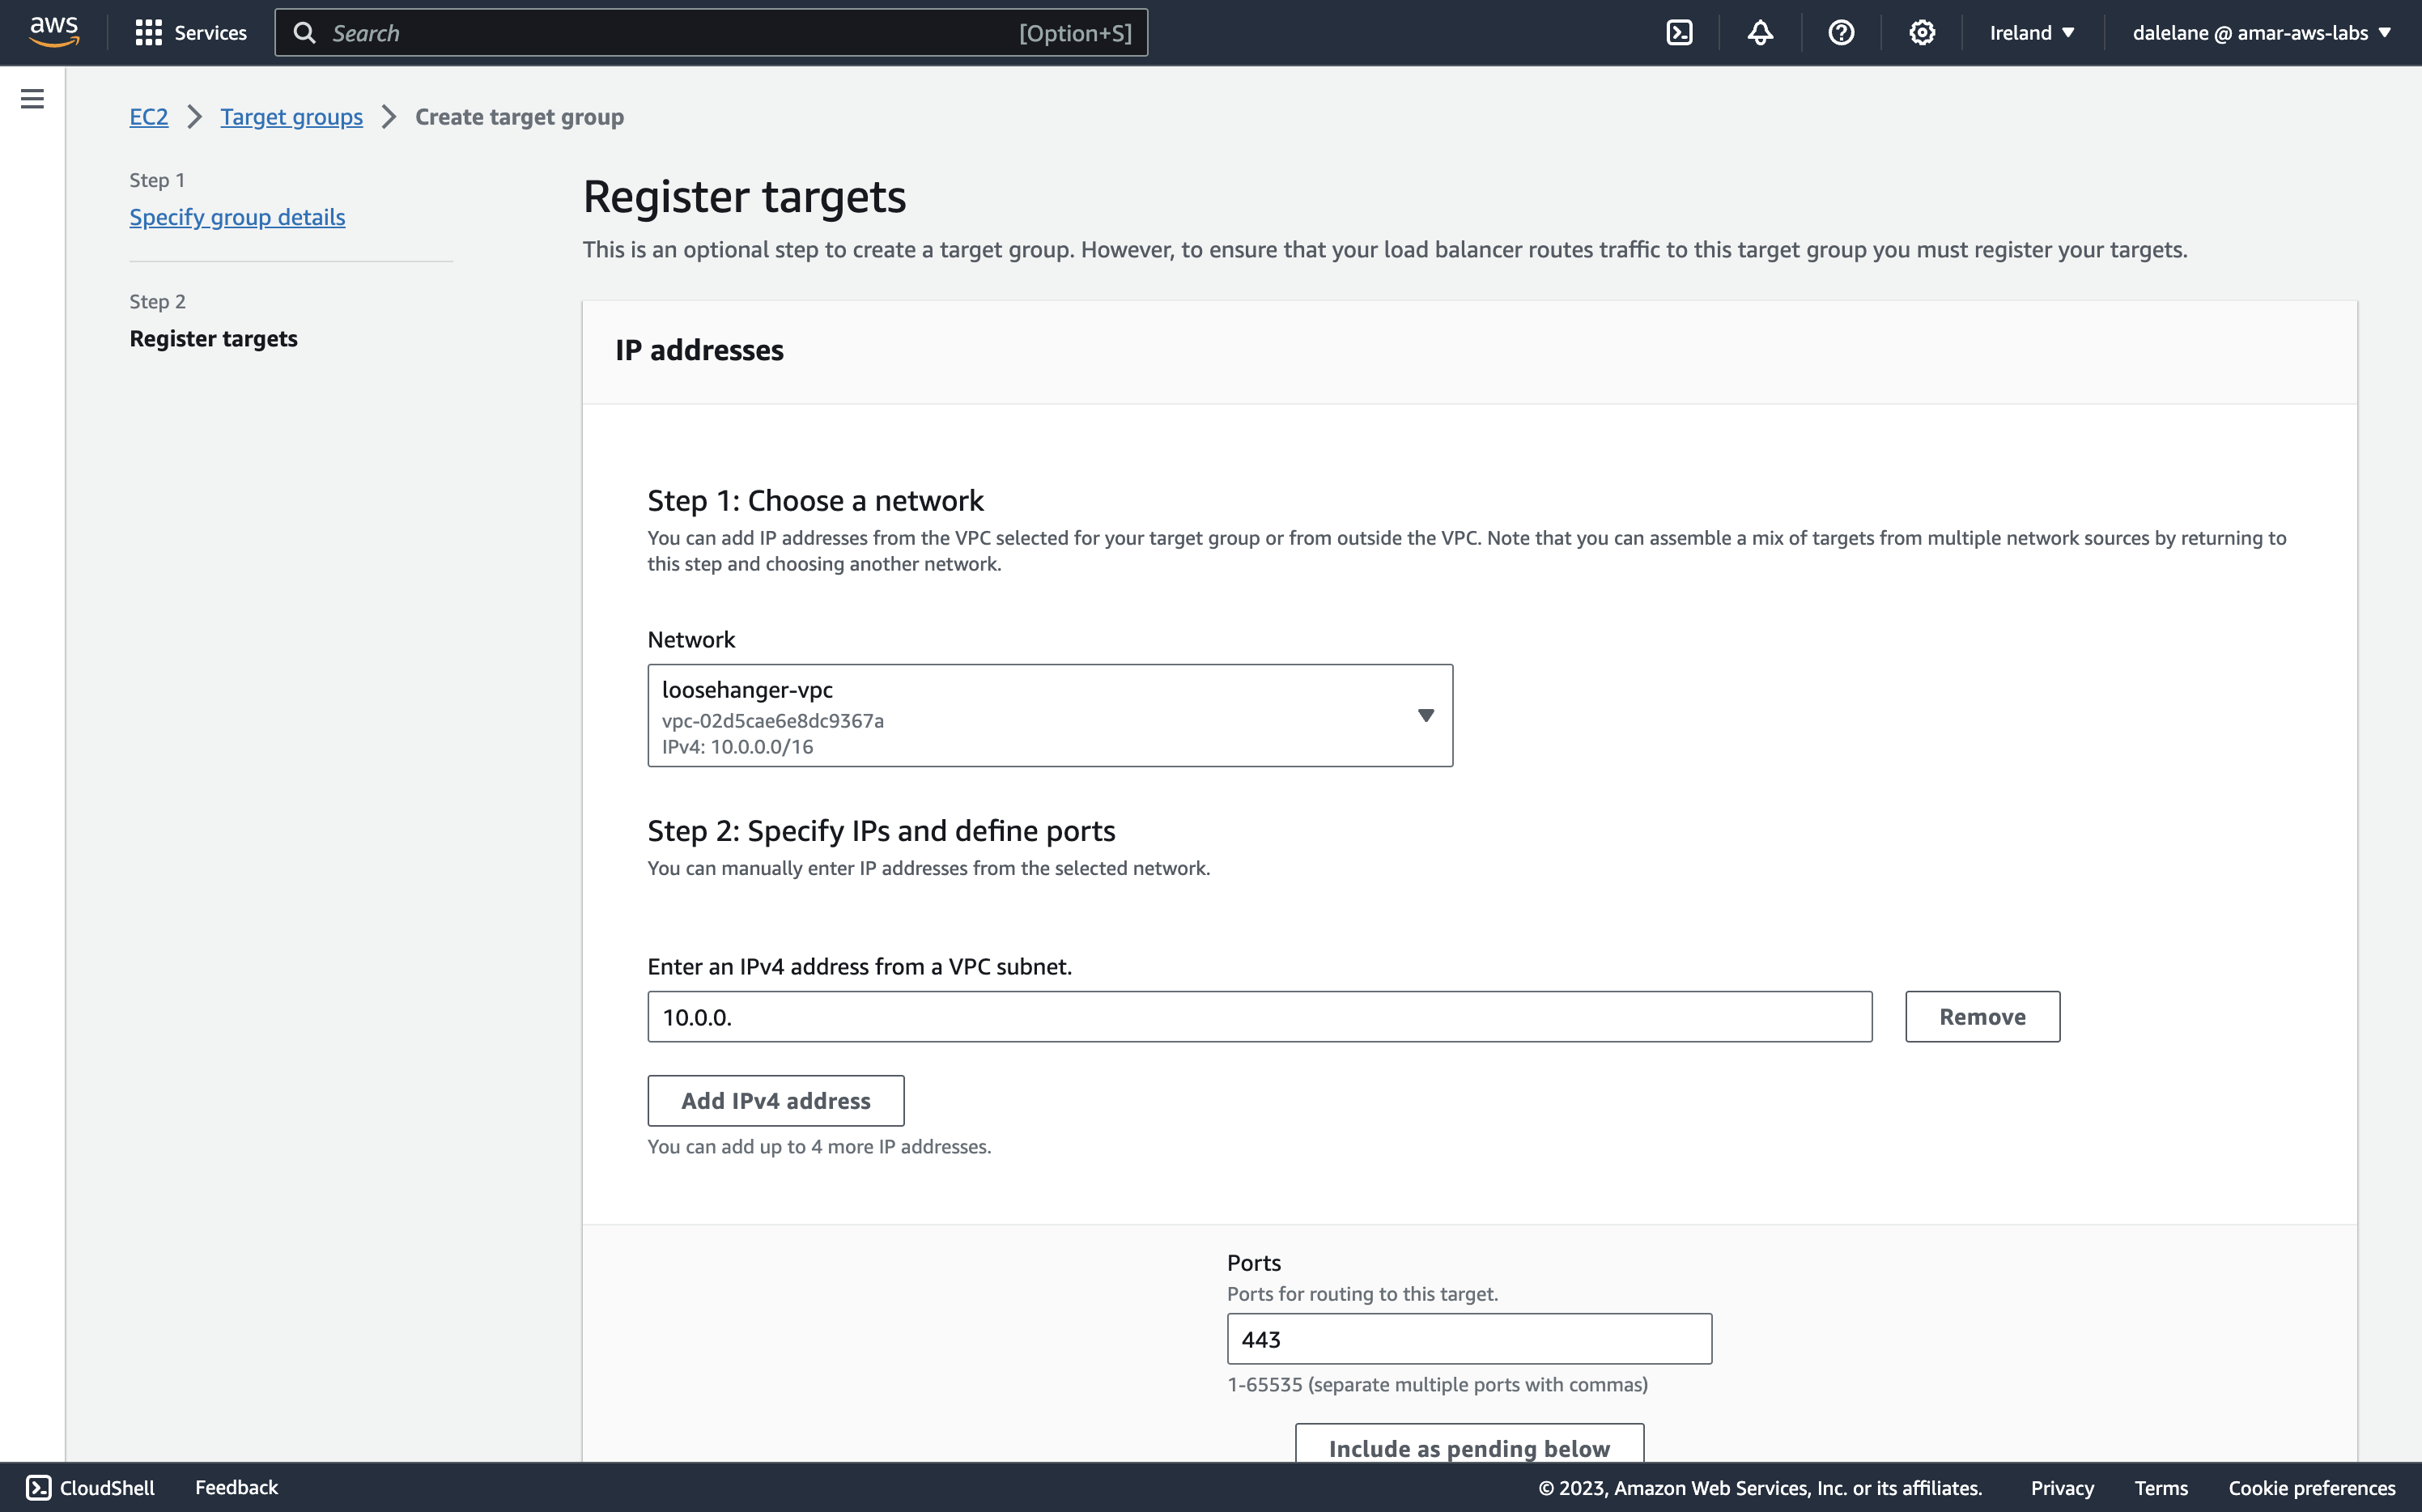 aws
Services
Search
[Option+S]
Ireland
dalelane @ amar-aws-labs
EC2
Target groups
Create target group
Step 1
Specify group details
Step 2
Register targets
Register targets
This is an optional step to create a target group. However, to ensure that your load balancer routes traffic to this target group you must register your targets.
IP addresses
Step 1: Choose a network
You can add IP addresses from the VPC selected for your target group or from outside the VPC. Note that you can assemble a mix of targets from multiple network sources by returning to
this step and choosing another network.
Network
loosehanger-vpc
vpc-02d5cae6e8dc9367a
IPv4: 10.0.0.0/16
Step 2: Specify IPs and define ports
You can manually enter IP addresses from the selected network.
Enter an IPv4 address from a VPC subnet.
10.0.0.
Remove
Add IPv4 address
You can add up to 4 more IP addresses.
Ports
Ports for routing to this target.
443
1-65535 (separate multiple ports with commas)
Include as pending below
CloudShell
Feedback
© 2023, Amazon Web Services, Inc. or its affiliates.
Privacy
Terms
Cookie preferences